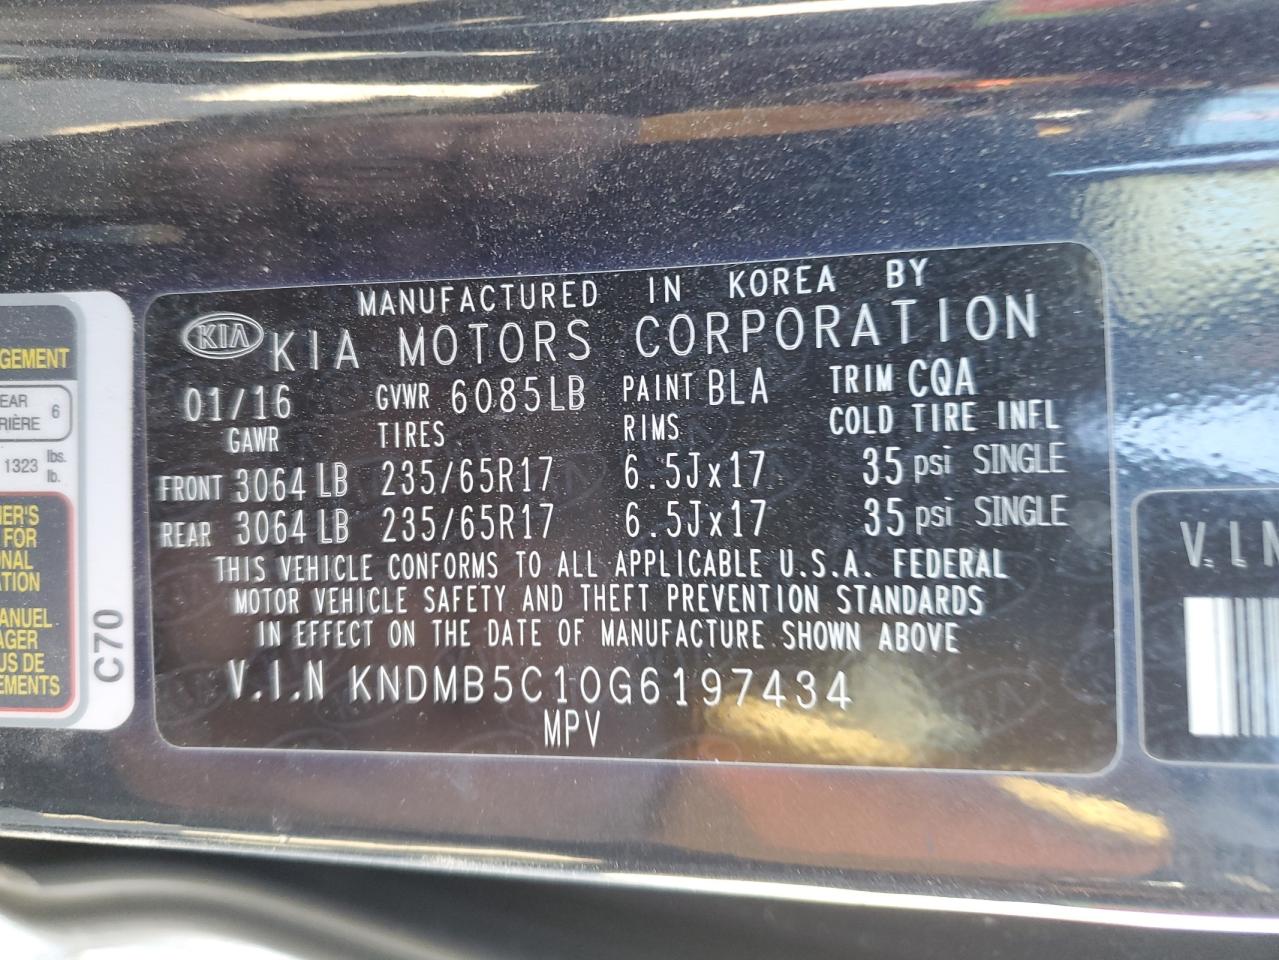 MANUFACTURED IN KOREA BY
KIA KIA MOTORS CORPORATION
01/16 GVWR 6085LB PAINT BLA TRIM CQA
GAWR TIRES RIMS COLD TIRE INFL
FRONT 3064 LB 235/65R17 6.5Jx17 35 psi SINGLE
REAR 3064 LB 235/65R17 6.5Jx17 35 psi SINGLE
THIS VEHICLE CONFORMS TO ALL APPLICABLE U.S.A. FEDERAL
MOTOR VEHICLE SAFETY AND THEFT PREVENTION STANDARDS
IN EFFECT ON THE DATE OF MANUFACTURE SHOWN ABOVE
V.I.N KNDMB5C10G6197434
MPV
GEMENT
EAR
RIÈRE 6
1323 lbs.
lb.
ER'S
FOR
NAL
ATION
ANUEL
AGER
US DE
EMENTS
C70
V.I.N